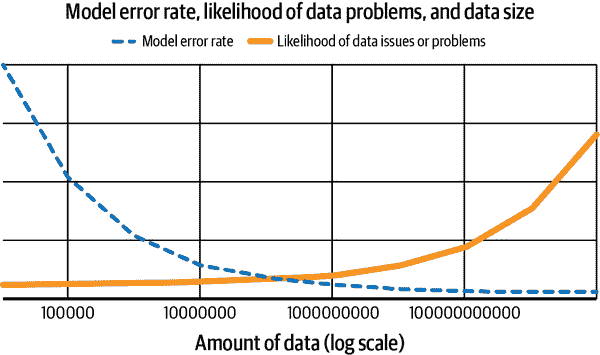 Model error rate, likelihood of data problems, and data size
Model error rate Likelihood of data issues or problems
100000 10000000 1000000000 100000000000
Amount of data (log scale)